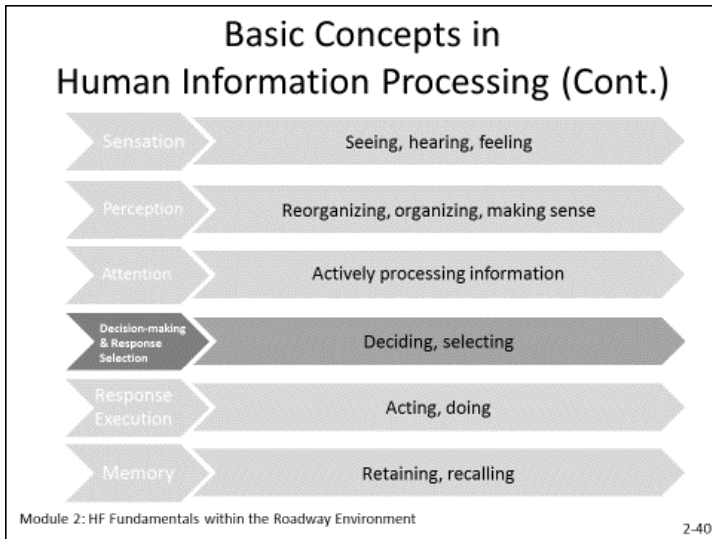 Basic Concepts in
Human Information Processing (Cont.)
Sensation
Seeing, hearing, feeling
Perception
Reorganizing, organizing, making sense
Attention
Actively processing information
Decision-making
& Response
Selection
Deciding, selecting
Response
Execution
Acting, doing
Memory
Retaining, recalling
Module 2: HF Fundamentals within the Roadway Environment
2-40